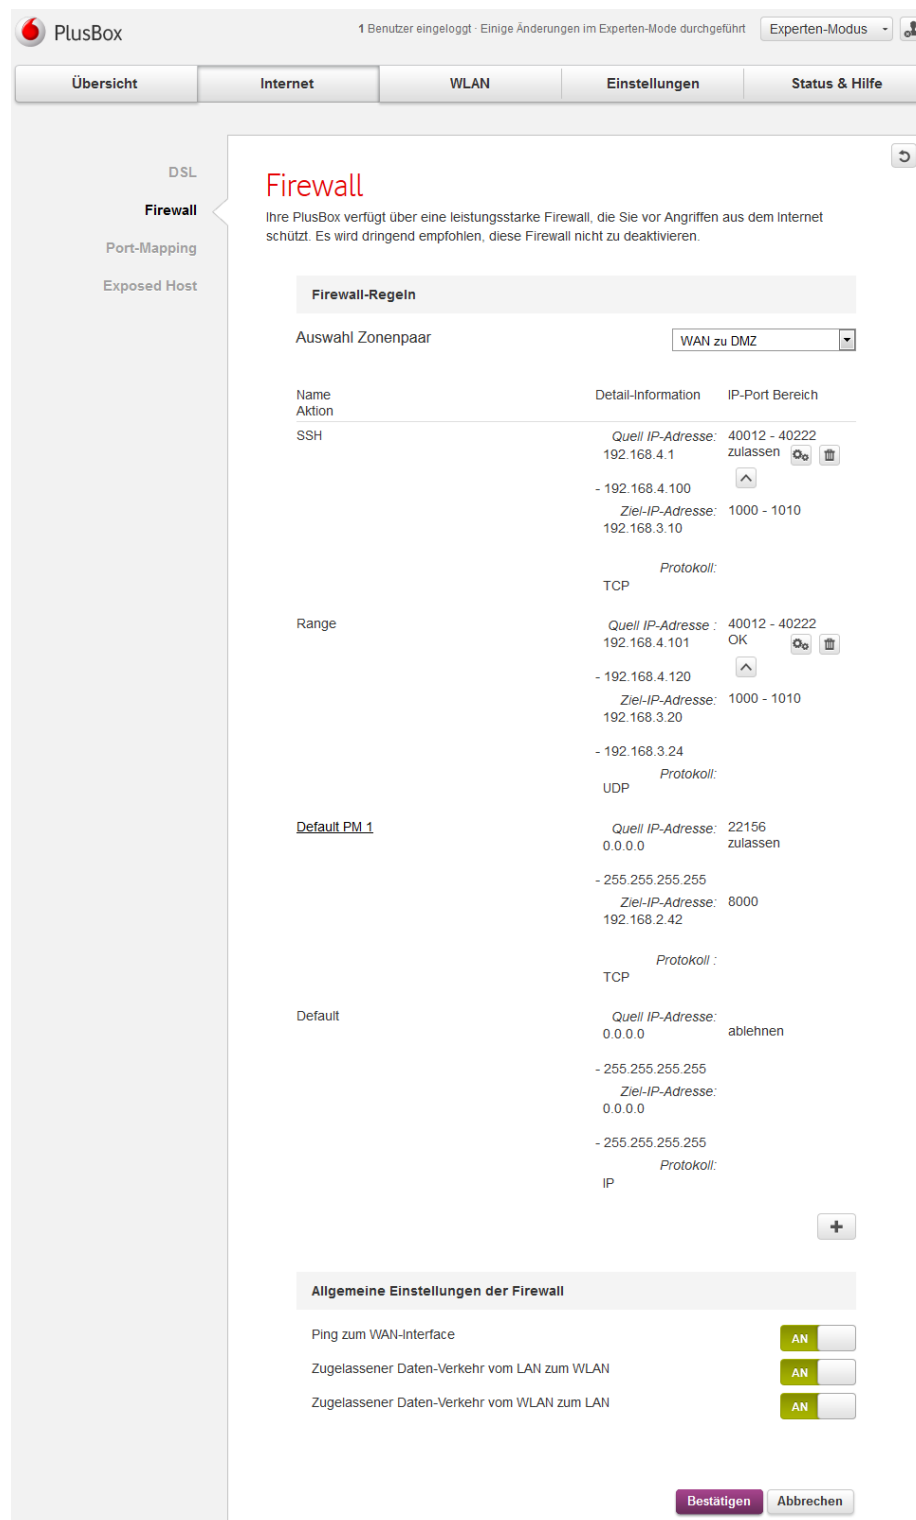 PlusBox
1 Benutzer eingeloggt - Einige Änderungen im Experten-Mode durchgeführt
Experten-Modus
Übersicht
Internet
WLAN
Einstellungen
Status & Hilfe
DSL
Firewall
Port-Mapping
Exposed Host
Firewall
Ihre PlusBox verfügt über eine leistungsstarke Firewall, die Sie vor Angriffen aus dem Internet
schützt. Es wird dringend empfohlen, diese Firewall nicht zu deaktivieren.
Firewall-Regeln
Auswahl Zonenpaar
WAN zu DMZ
Name Detail-Information IP-Port Bereich
Aktion
SSH Quell IP-Adresse: 40012 - 40222
192.168.4.1 zulassen
- 192.168.4.100
Ziel-IP-Adresse: 1000 - 1010
192.168.3.10
Protokoll:
TCP
Range Quell IP-Adresse : 40012 - 40222
192.168.4.101 OK
- 192.168.4.120
Ziel-IP-Adresse: 1000 - 1010
192.168.3.20
- 192.168.3.24
Protokoll:
UDP
Default PM 1 Quell IP-Adresse: 22156
0.0.0.0 zulassen
- 255.255.255.255
Ziel-IP-Adresse: 8000
192.168.2.42
Protokoll :
TCP
Default Quell IP-Adresse:
0.0.0.0 ablehnen
- 255.255.255.255
Ziel-IP-Adresse:
0.0.0.0
- 255.255.255.255
Protokoll:
IP
Allgemeine Einstellungen der Firewall
Ping zum WAN-Interface AN
Zugelassener Daten-Verkehr vom LAN zum WLAN AN
Zugelassener Daten-Verkehr vom WLAN zum LAN AN
Bestätigen
Abbrechen